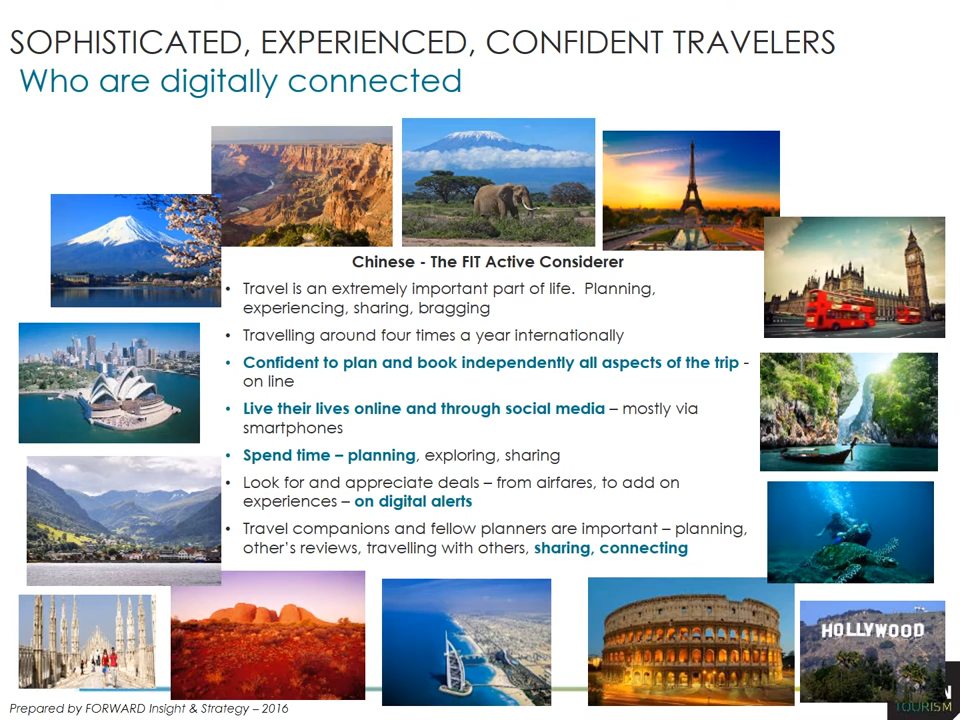 SOPHISTICATED, EXPERIENCED, CONFIDENT TRAVELERS
Who are digitally connected
Chinese - The FIT Active Considerer
• Travel is an extremely important part of life. Planning,
experiencing, sharing, bragging
• Travelling around four times a year internationally
• Confident to plan and book independently all aspects of the trip -
on line
• Live their lives online and through social media – mostly via
smartphones
• Spend time – planning, exploring, sharing
• Look for and appreciate deals – from airfares, to add on
experiences – on digital alerts
• Travel companions and fellow planners are important – planning,
other's reviews, travelling with others, sharing, connecting
HOLLYWOOD
TOURISM
Prepared by FORWARD Insight & Strategy – 2016